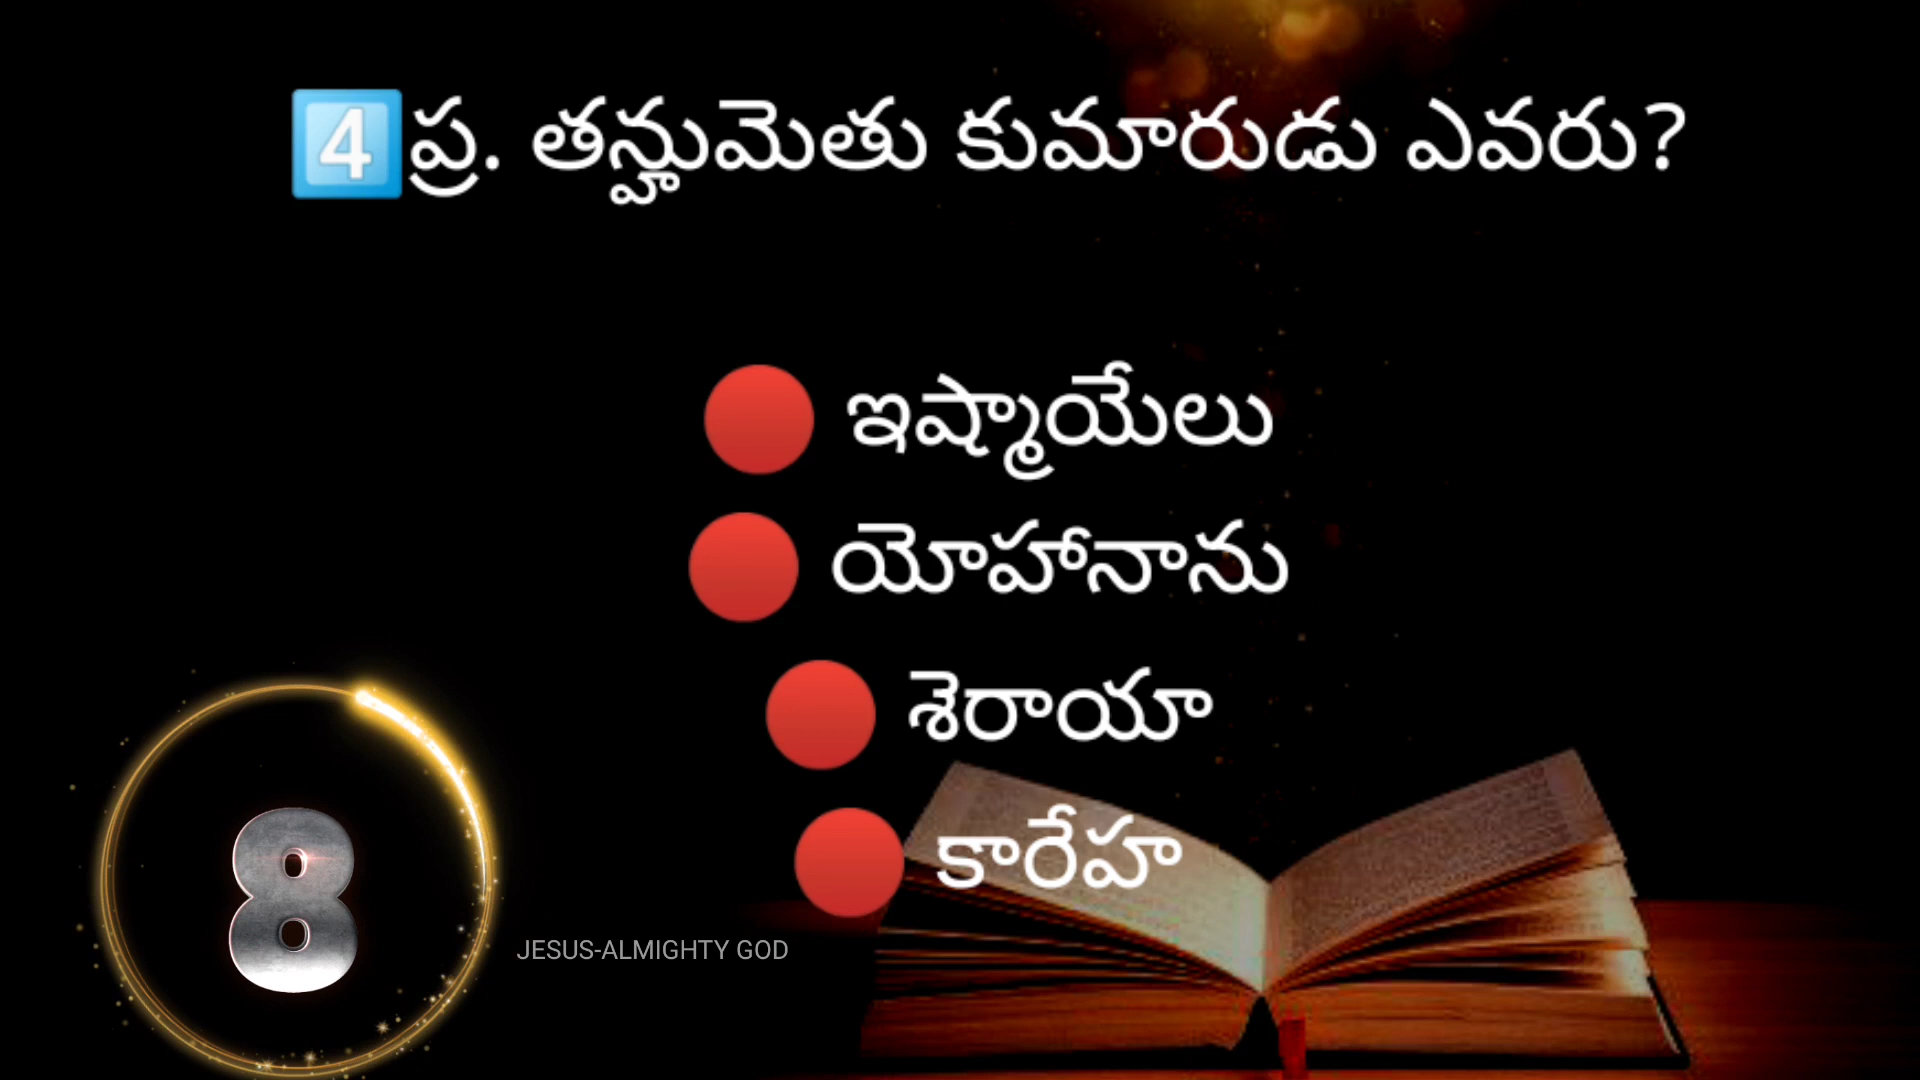 4️⃣ప్ర. తన్హుమెతు కుమారుడు ఎవరు?
🔴 ఇష్మాయేలు
🔴 యోహానాను
🔴 శెరాయా
🔴 కారేహ
8
JESUS-ALMIGHTY GOD